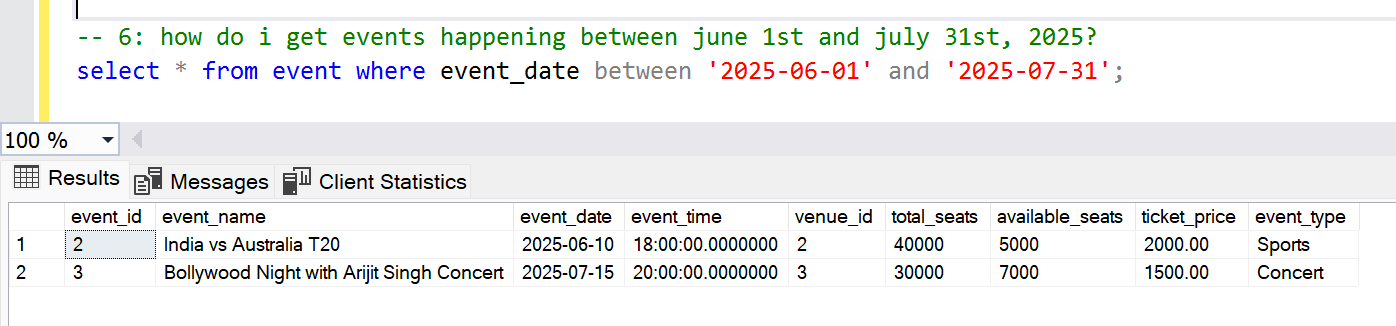 -- 6: how do i get events happening between june 1st and july 31st, 2025?
select * from event where event_date between '2025-06-01' and '2025-07-31';
100 %
Results Messages Client Statistics
event_id event_name event_date event_time venue_id total_seats available_seats ticket_price event_type
1 2 India vs Australia T20 2025-06-10 18:00:00.0000000 2 40000 5000 2000.00 Sports
2 3 Bollywood Night with Arijit Singh Concert 2025-07-15 20:00:00.0000000 3 30000 7000 1500.00 Concert